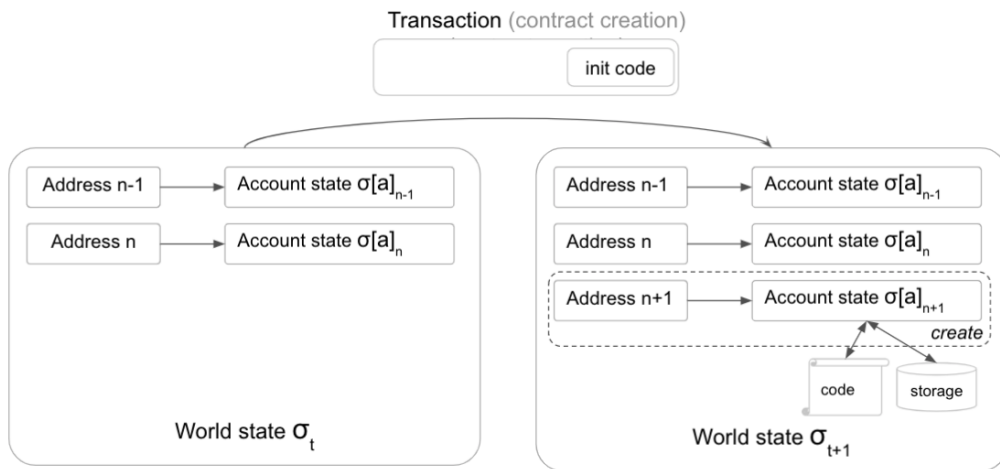 Transaction (contract creation)
init code
Address n-1
Account state σ[a]n-1
Address n
Account state σ[a]n
World state σt
Address n-1
Account state σ[a]n-1
Address n
Account state σ[a]n
Address n+1
Account state σ[a]n+1
create
code
storage
World state σt+1